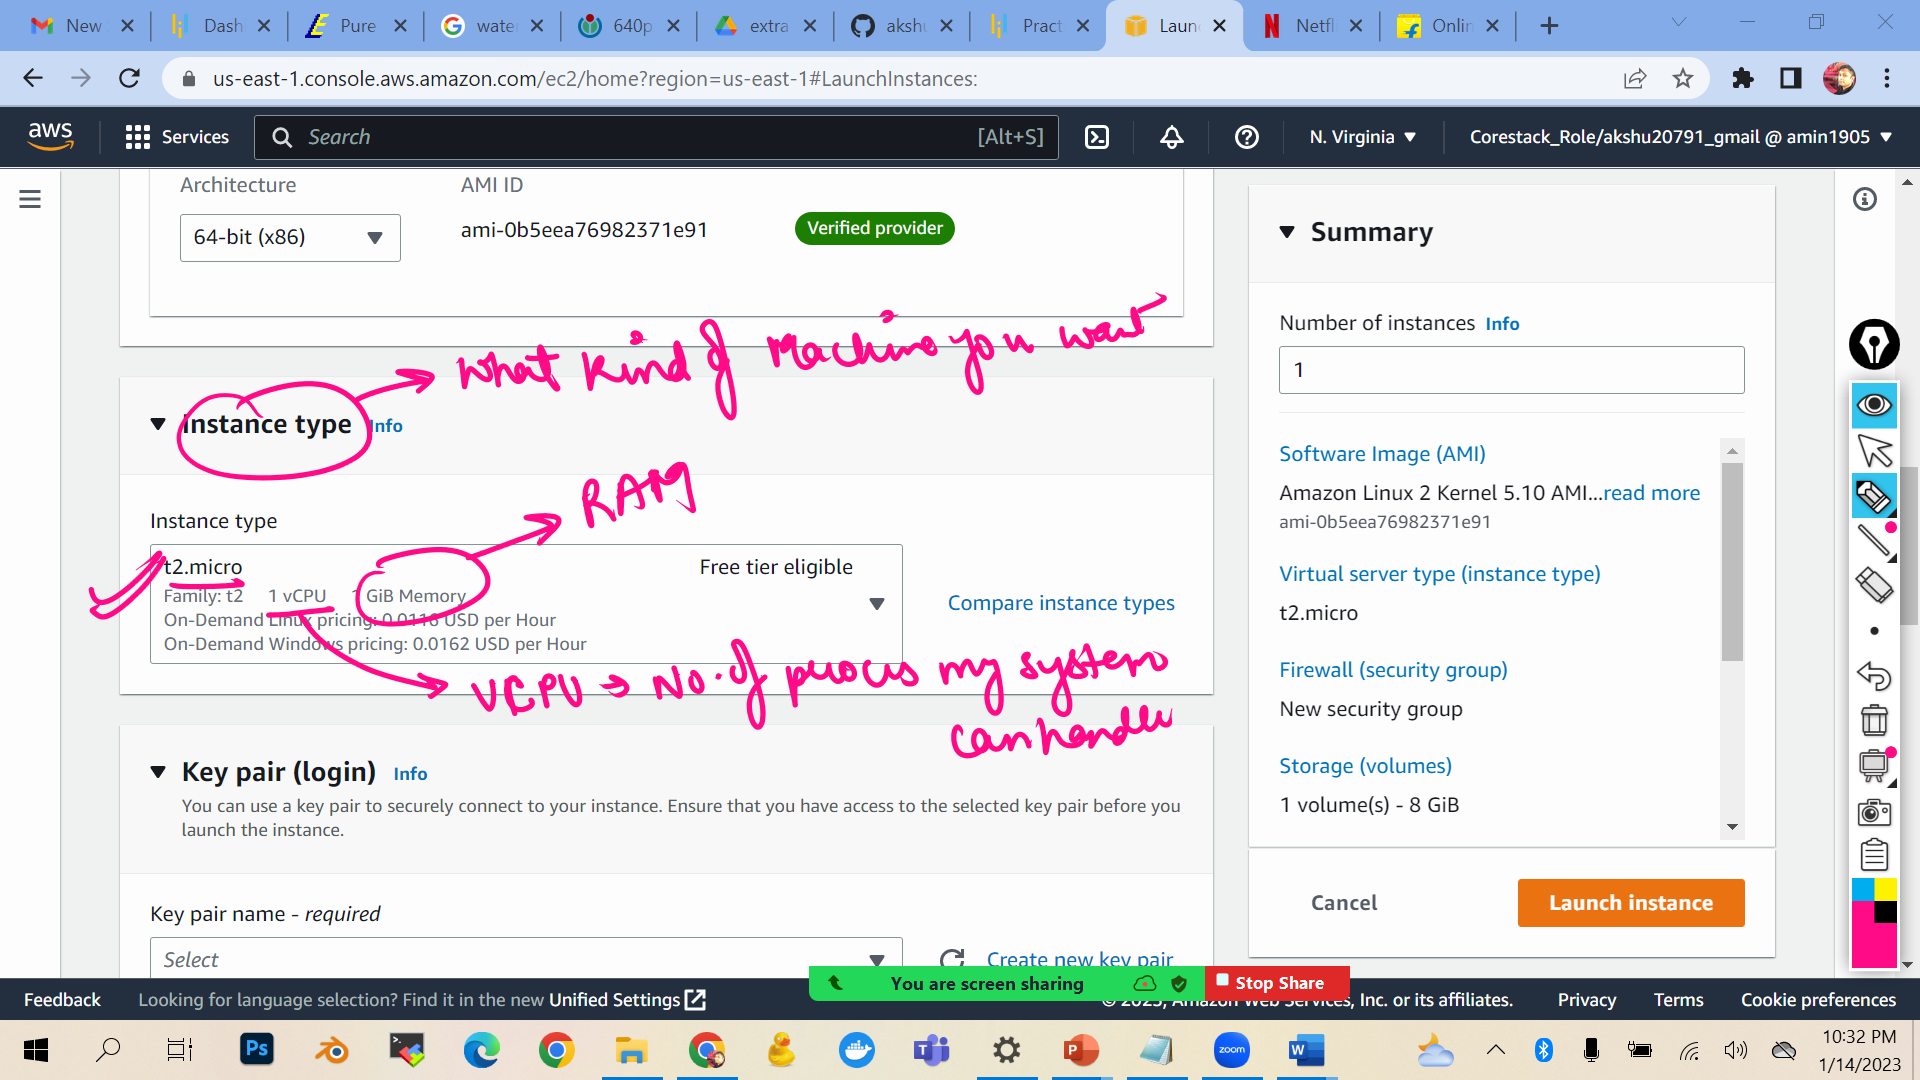 New
Dash
Pure
wate
640p
extra
akshu
Pract
Laun
Netfl
Onlin
us-east-1.console.aws.amazon.com/ec2/home?region=us-east-1#LaunchInstances:
aws
Services
Search
[Alt+S]
N. Virginia
Corestack_Role/akshu20791_gmail @ amin1905
Architecture
AMI ID
64-bit (x86)
ami-0b5eea76982371e91
Verified provider
What kind of Machine you want
Instance type Info
RAM
Instance type
t2.micro
Free tier eligible
Family: t2 1 vCPU 1 GiB Memory
On-Demand Linux pricing: 0.0116 USD per Hour
On-Demand Windows pricing: 0.0162 USD per Hour
Compare instance types
VCPU → No. of process my system
can handle
Key pair (login) Info
You can use a key pair to securely connect to your instance. Ensure that you have access to the selected key pair before you
launch the instance.
Key pair name - required
Select
Create new key pair
Summary
Number of instances Info
1
Software Image (AMI)
Amazon Linux 2 Kernel 5.10 AMI...read more
ami-0b5eea76982371e91
Virtual server type (instance type)
t2.micro
Firewall (security group)
New security group
Storage (volumes)
1 volume(s) - 8 GiB
Cancel
Launch instance
You are screen sharing
Stop Share
Feedback
Looking for language selection? Find it in the new Unified Settings
© 2023, Amazon Web Services, Inc. or its affiliates.
Privacy
Terms
Cookie preferences
Ps
zoom
10:32 PM
1/14/2023